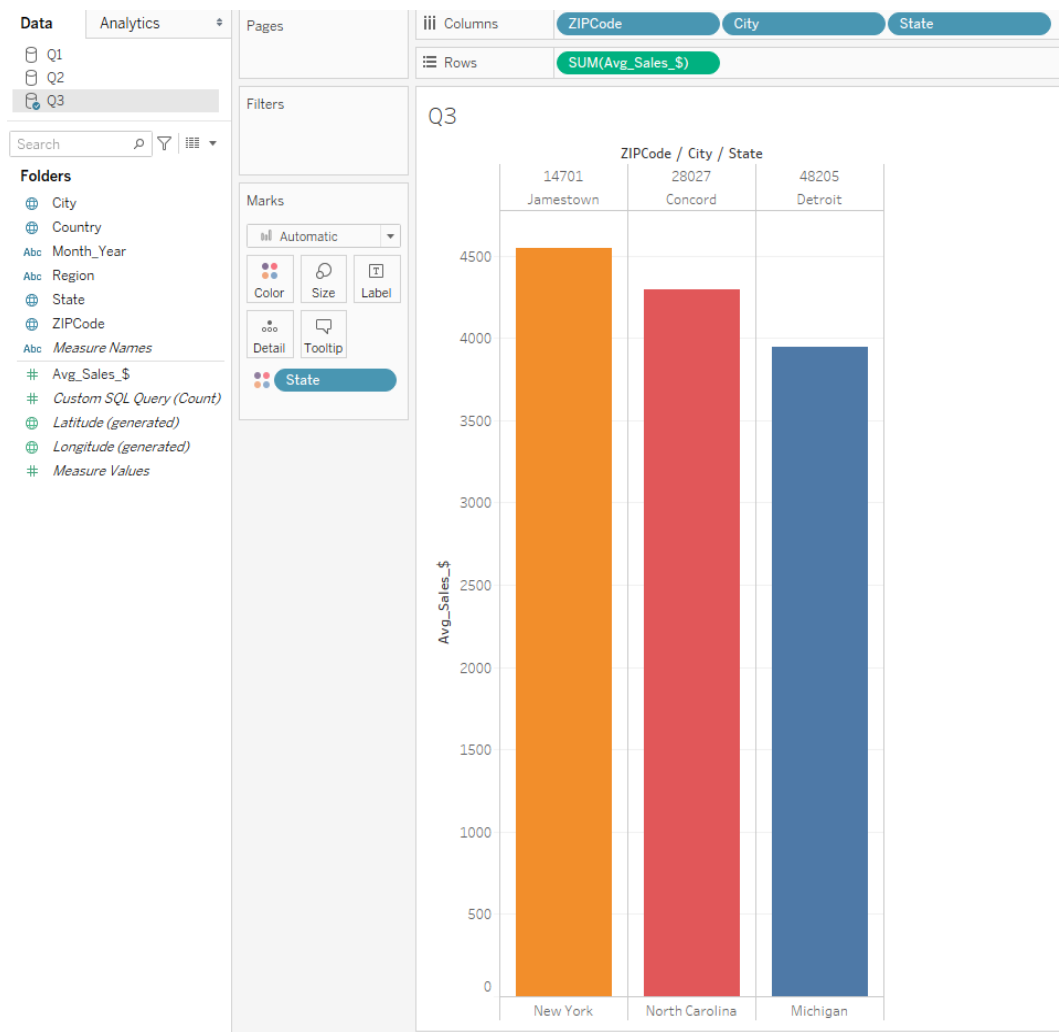 Data
Analytics
Q1
Q2
Q3
Search
Folders
City
Country
Abc Month_Year
Abc Region
State
ZIPCode
Abc Measure Names
# Avg_Sales_$
# Custom SQL Query (Count)
Latitude (generated)
Longitude (generated)
# Measure Values
Pages
Filters
Marks
Automatic
Color Size Label
Detail Tooltip
State
Columns ZIPCode City State
Rows SUM(Avg_Sales_$)
Q3
ZIPCode / City / State
14701 28027 48205
Jamestown Concord Detroit
Avg_Sales_$
4500
4000
3500
3000
2500
2000
1500
1000
500
0
New York North Carolina Michigan